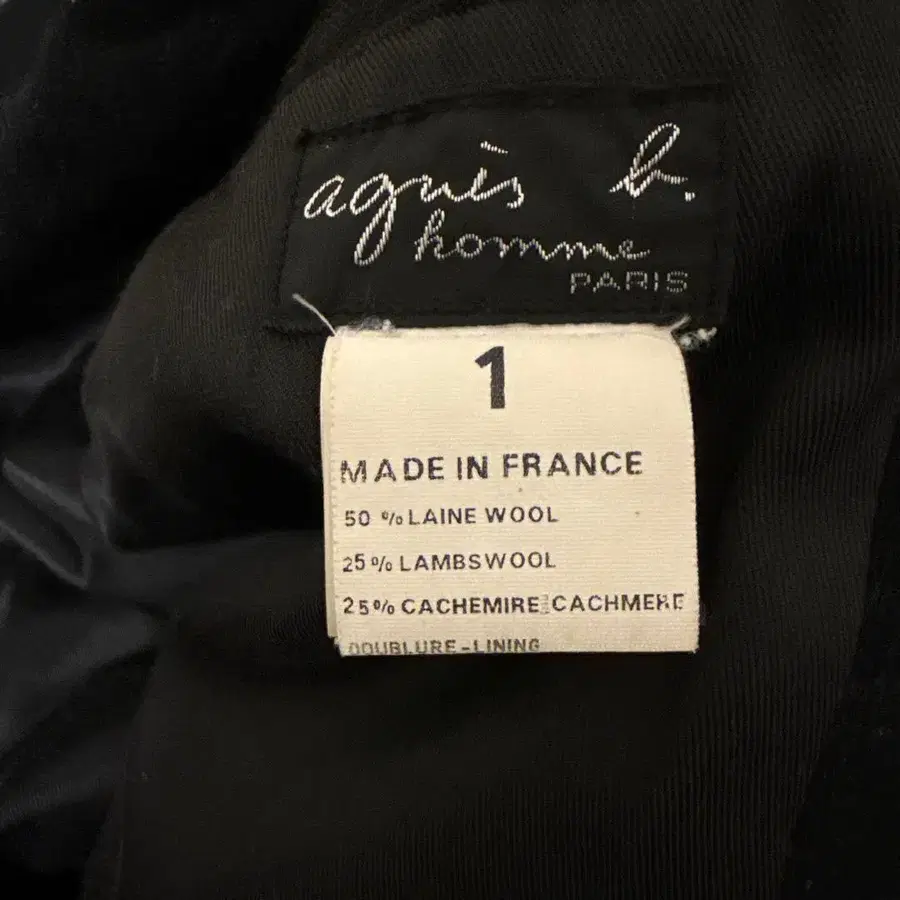 agnès b.
homme
PARIS
1
MADE IN FRANCE
50 % LAINE WOOL
25% LAMBSWOOL
25% CACHEMIRE CACHMERE
DOUBLURE-LINING